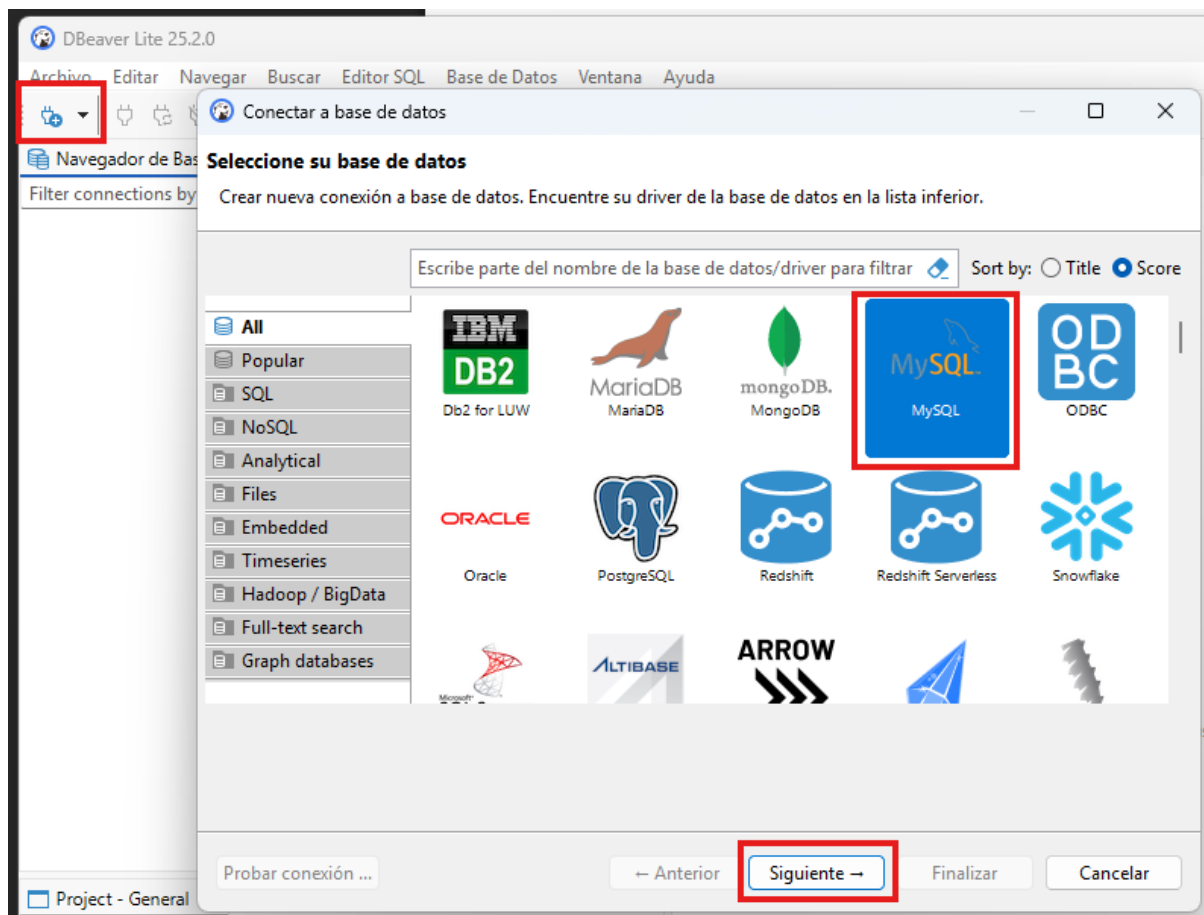 DBeaver Lite 25.2.0
Archivo Editar Navegar Buscar Editor SQL Base de Datos Ventana Ayuda
Conectar a base de datos
Navegador de Bas
Seleccione su base de datos
Filter connections by
Crear nueva conexión a base de datos. Encuentre su driver de la base de datos en la lista inferior.
Escribe parte del nombre de la base de datos/driver para filtrar
Sort by: Title Score
All
Popular
SQL
NoSQL
Analytical
Files
Embedded
Timeseries
Hadoop / BigData
Full-text search
Graph databases
IBM
DB2
MariaDB
mongoDB.
MySQL
ODBC
Db2 for LUW
MariaDB
MongoDB
MySQL
ODBC
ORACLE
Oracle
PostgreSQL
Redshift
Redshift Serverless
Snowflake
Microsoft
ALTIBASE
ARROW
Probar conexión ...
← Anterior
Siguiente →
Finalizar
Cancelar
Project - General